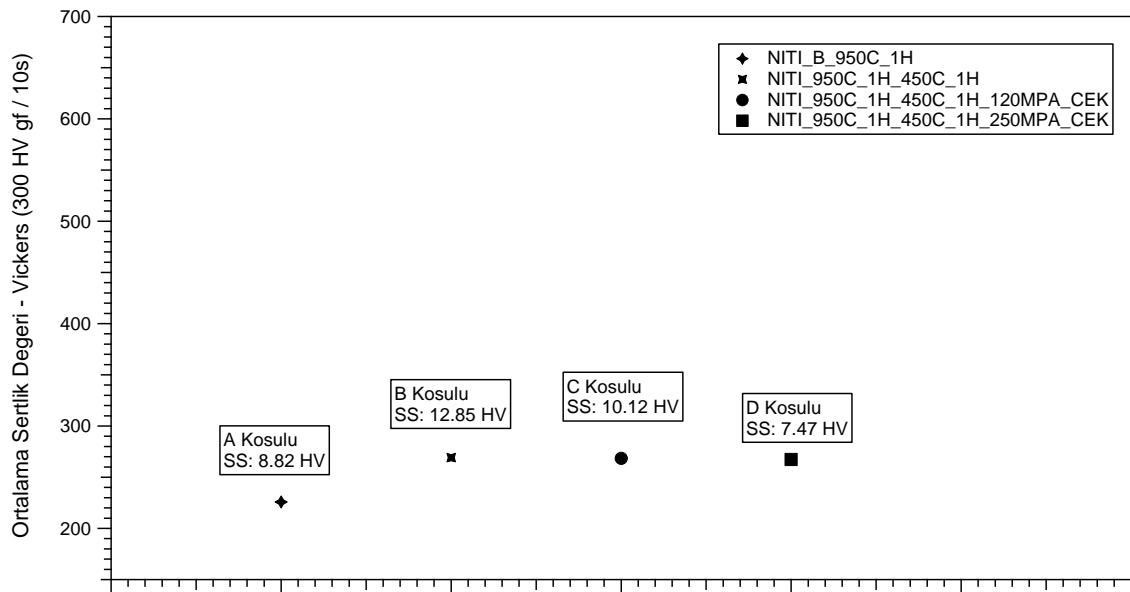 Ortalama Sertlik Degeri - Vickers (300 HV gf / 10s)
700
600
500
400
300
200
NITI_B_950C_1H
NITI_950C_1H_450C_1H
NITI_950C_1H_450C_1H_120MPA_CEK
NITI_950C_1H_450C_1H_250MPA_CEK
A Kosulu
SS: 8.82 HV
B Kosulu
SS: 12.85 HV
C Kosulu
SS: 10.12 HV
D Kosulu
SS: 7.47 HV